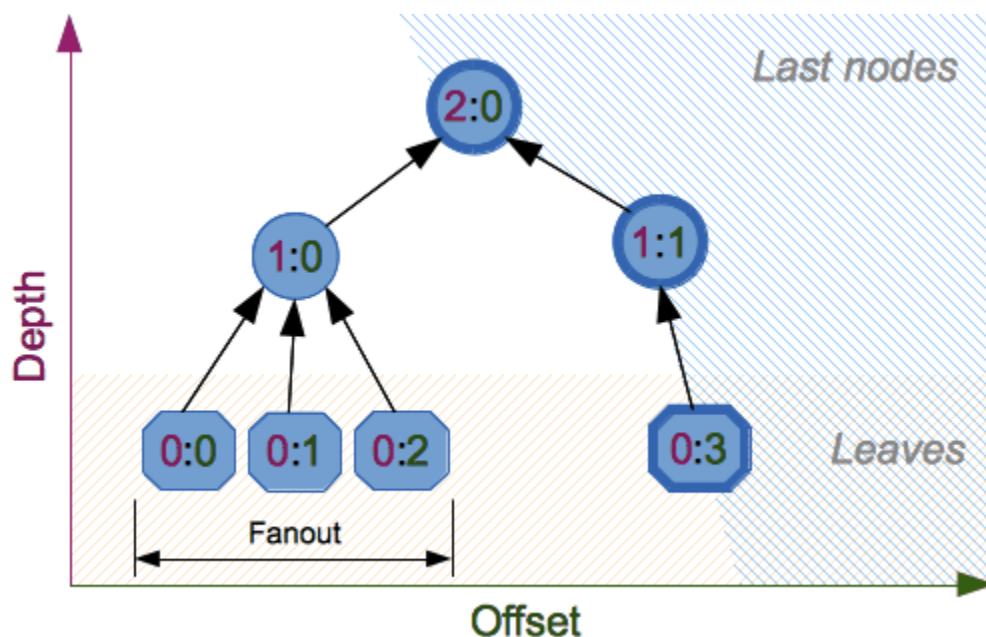 Last nodes
2:0
1:0
1:1
Depth
0:0
0:1
0:2
0:3
Leaves
Fanout
Offset